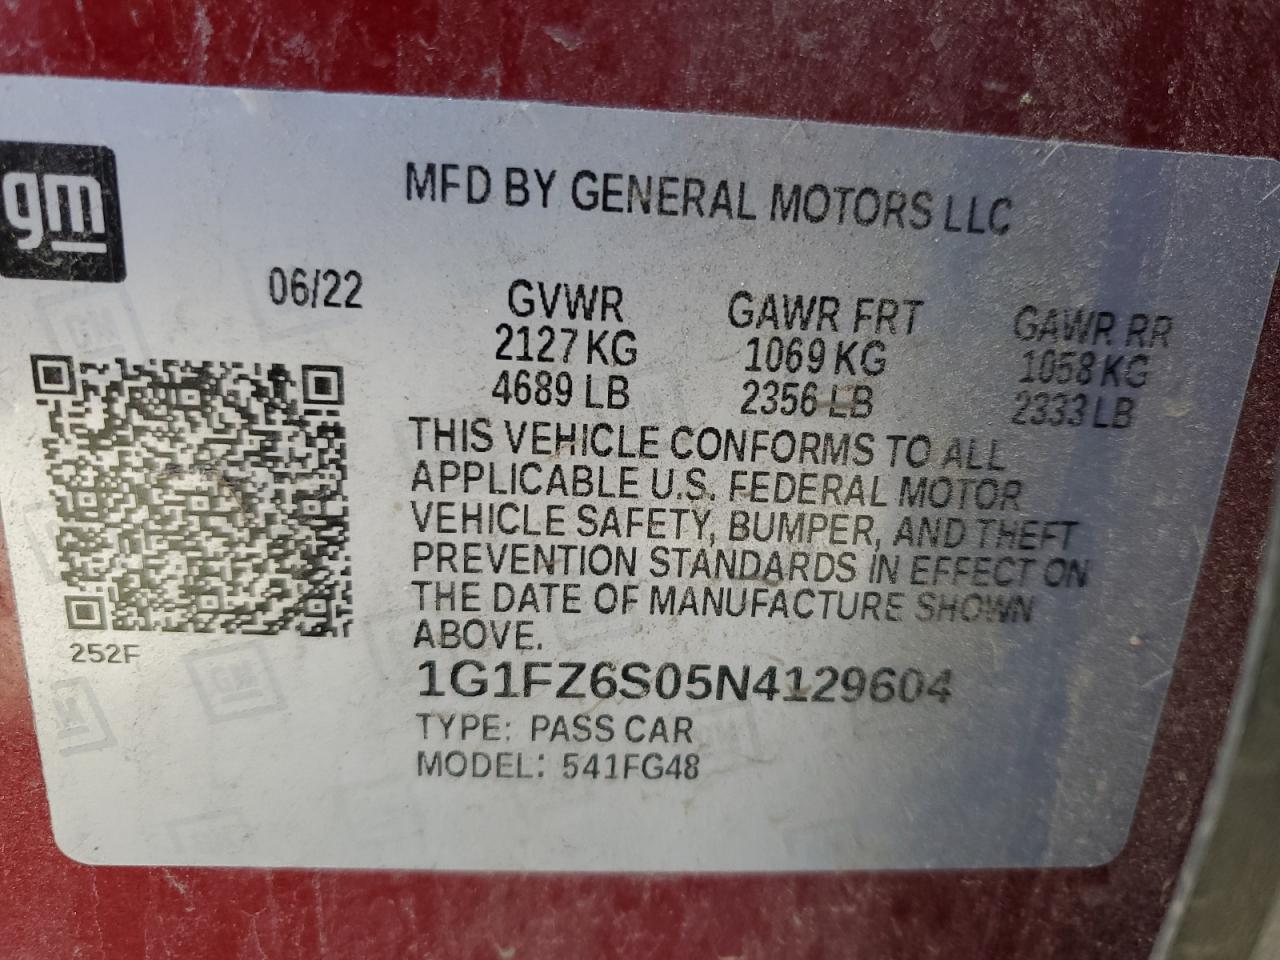 gm
MFD BY GENERAL MOTORS LLC
06/22
GVWR
2127 KG
4689 LB
GAWR FRT
1069 KG
2356 LB
GAWR RR
1058 KG
2333 LB
THIS VEHICLE CONFORMS TO ALL
APPLICABLE U.S. FEDERAL MOTOR
VEHICLE SAFETY, BUMPER, AND THEFT
PREVENTION STANDARDS IN EFFECT ON
THE DATE OF MANUFACTURE SHOWN
ABOVE.
252F
1G1FZ6S05N4129604
TYPE: PASS CAR
MODEL: 541FG48